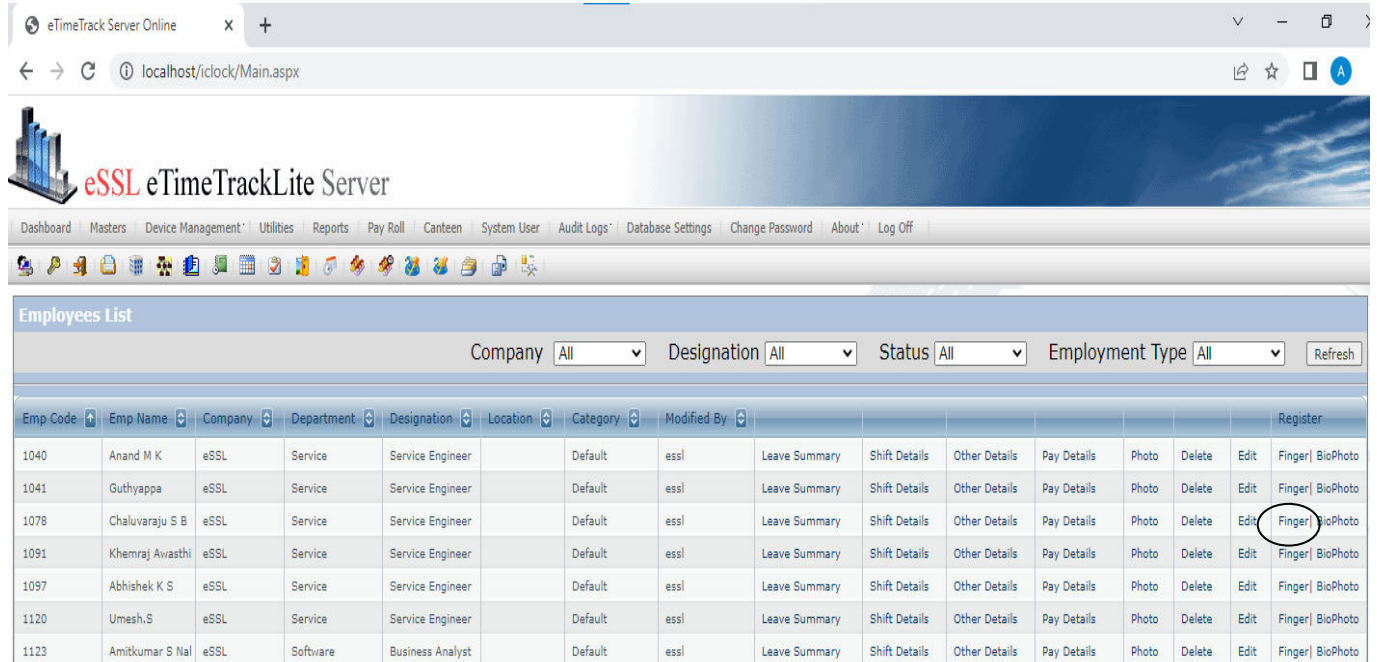 eTimeTrack Server Online
localhost/iclock/Main.aspx
A
eSSL eTimeTrackLite Server
Dashboard Masters Device Management Utilities Reports Pay Roll Canteen System User Audit Logs Database Settings Change Password About Log Off
Employees List
Company All Designation All Status All Employment Type All Refresh
Emp Code Emp Name Company Department Designation Location Category Modified By Register
1040 Anand M K eSSL Service Service Engineer Default essl Leave Summary Shift Details Other Details Pay Details Photo Delete Edit Finger| BioPhoto
1041 Guthyappa eSSL Service Service Engineer Default essl Leave Summary Shift Details Other Details Pay Details Photo Delete Edit Finger| BioPhoto
1078 Chaluvaraju S B eSSL Service Service Engineer Default essl Leave Summary Shift Details Other Details Pay Details Photo Delete Edit Finger| BioPhoto
1091 Khemraj Awasthi eSSL Service Service Engineer Default essl Leave Summary Shift Details Other Details Pay Details Photo Delete Edit Finger| BioPhoto
1097 Abhishek K S eSSL Service Service Engineer Default essl Leave Summary Shift Details Other Details Pay Details Photo Delete Edit Finger| BioPhoto
1120 Umesh.S eSSL Service Service Engineer Default essl Leave Summary Shift Details Other Details Pay Details Photo Delete Edit Finger| BioPhoto
1123 Amitkumar S Nal eSSL Software Business Analyst Default essl Leave Summary Shift Details Other Details Pay Details Photo Delete Edit Finger| BioPhoto